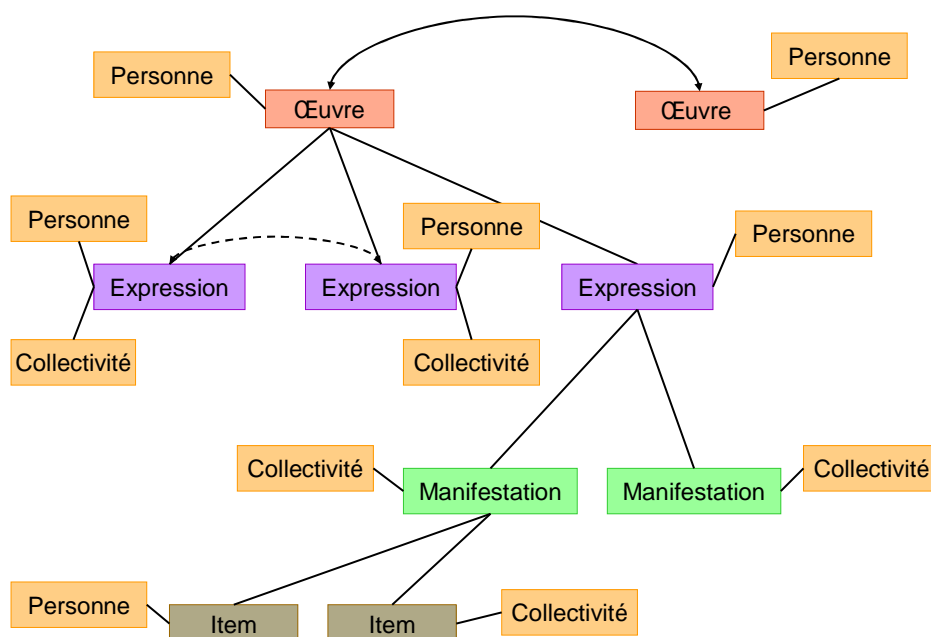 Personne
Personne
Œuvre
Œuvre
Personne
Personne
Personne
Expression
Expression
Expression
Collectivité
Collectivité
Collectivité
Collectivité
Manifestation
Manifestation
Personne
Item
Item
Collectivité